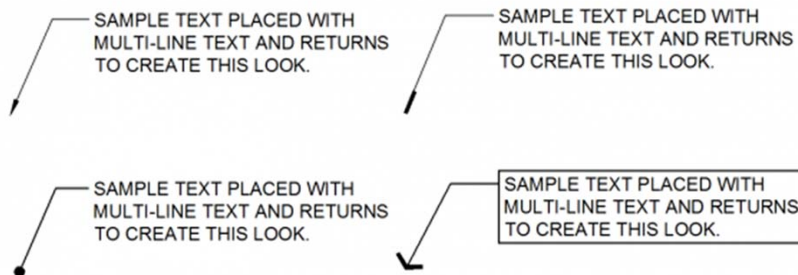 SAMPLE TEXT PLACED WITH
MULTI-LINE TEXT AND RETURNS
TO CREATE THIS LOOK.
SAMPLE TEXT PLACED WITH
MULTI-LINE TEXT AND RETURNS
TO CREATE THIS LOOK.
SAMPLE TEXT PLACED WITH
MULTI-LINE TEXT AND RETURNS
TO CREATE THIS LOOK.
SAMPLE TEXT PLACED WITH
MULTI-LINE TEXT AND RETURNS
TO CREATE THIS LOOK.